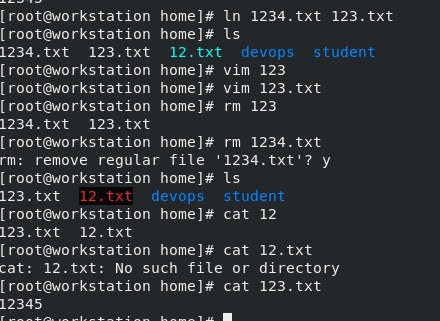 12345
[root@workstation home]# ln 1234.txt 123.txt
[root@workstation home]# ls
1234.txt  123.txt  12.txt  devops  student
[root@workstation home]# vim 123
[root@workstation home]# vim 123.txt
[root@workstation home]# rm 123
1234.txt  123.txt
[root@workstation home]# rm 1234.txt
rm: remove regular file '1234.txt'? y
[root@workstation home]# ls
123.txt  12.txt  devops  student
[root@workstation home]# cat 12
123.txt  12.txt
[root@workstation home]# cat 12.txt
cat: 12.txt: No such file or directory
[root@workstation home]# cat 123.txt
12345
[root@workstation home]#